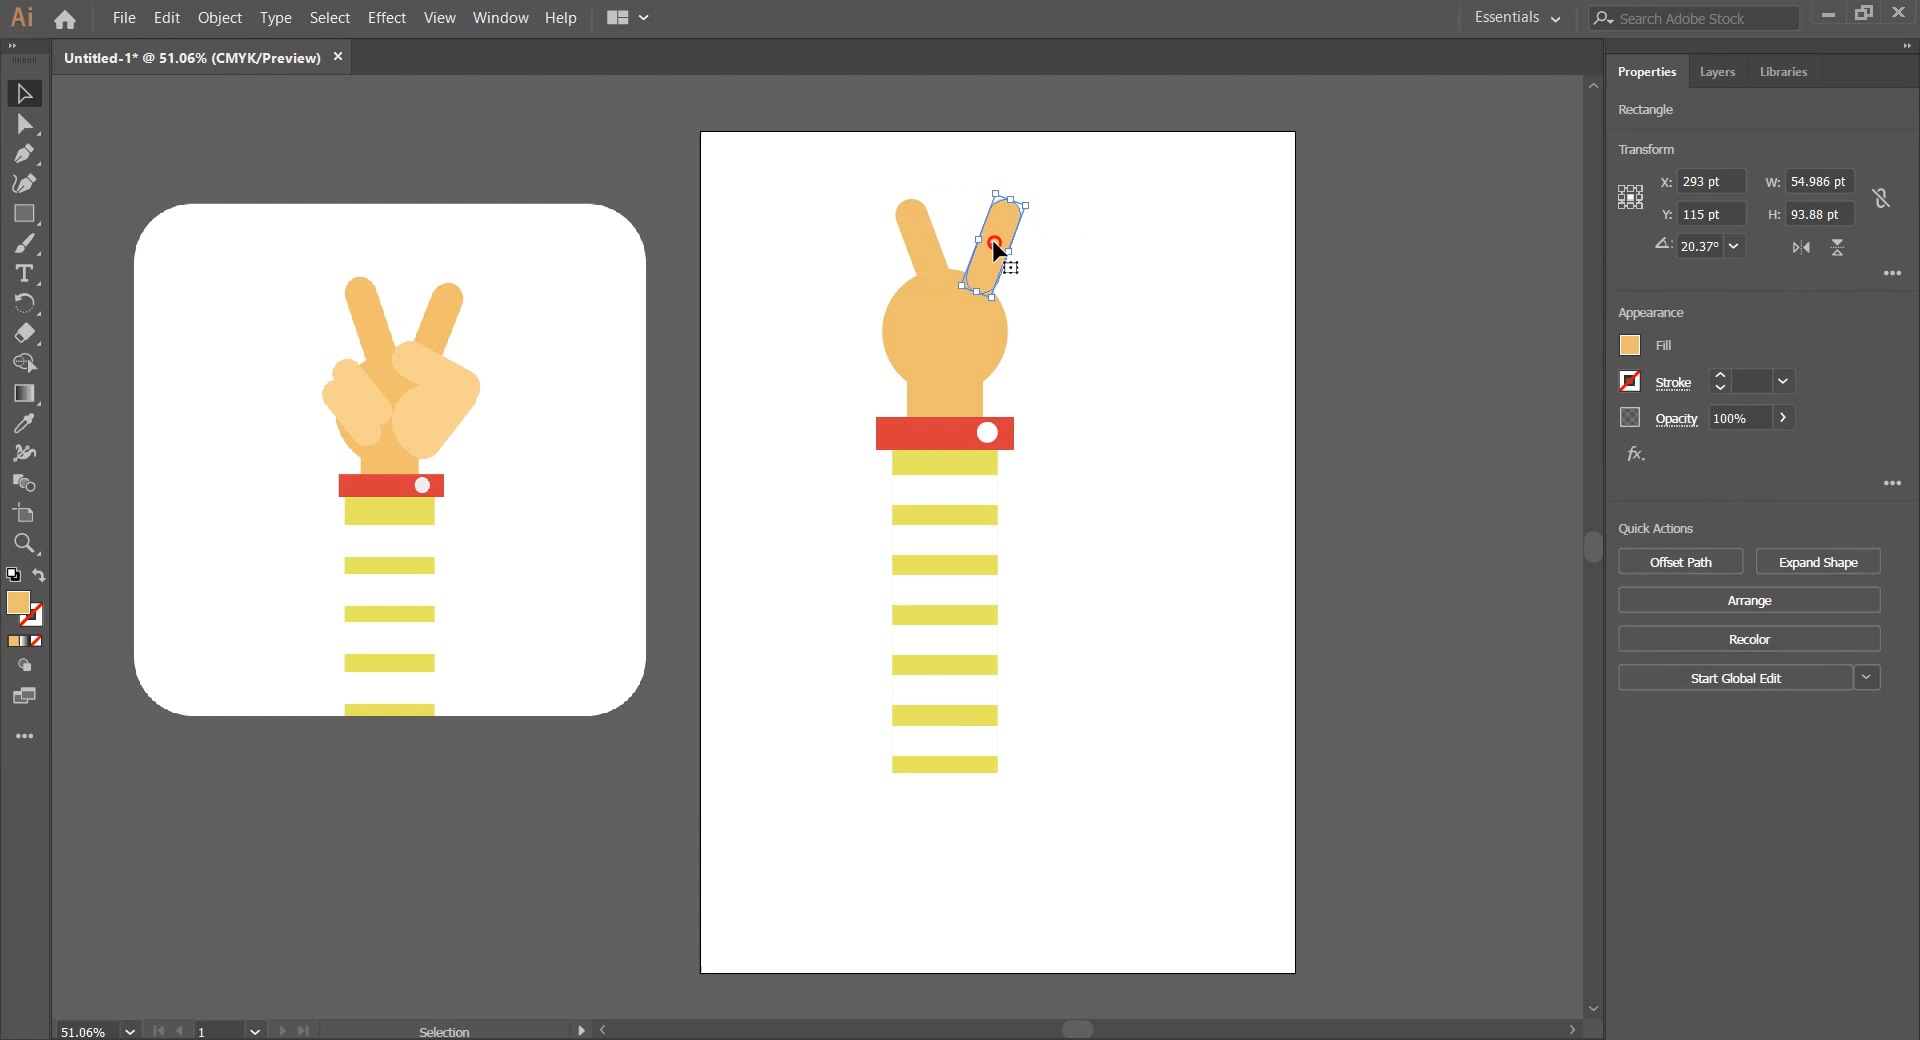 Ai File Edit Object Type Select Effect View Window Help Essentials Search Adobe Stock
Untitled-1* @ 51.06% (CMYK/Preview)
Properties Layers Libraries
Rectangle
Transform
X: 293 pt W: 54.986 pt
Y: 115 pt H: 93.88 pt
20.37°
Appearance
Fill
Stroke
Opacity 100%
fx.
Quick Actions
Offset Path Expand Shape
Arrange
Recolor
Start Global Edit
51.06% 1 Selection